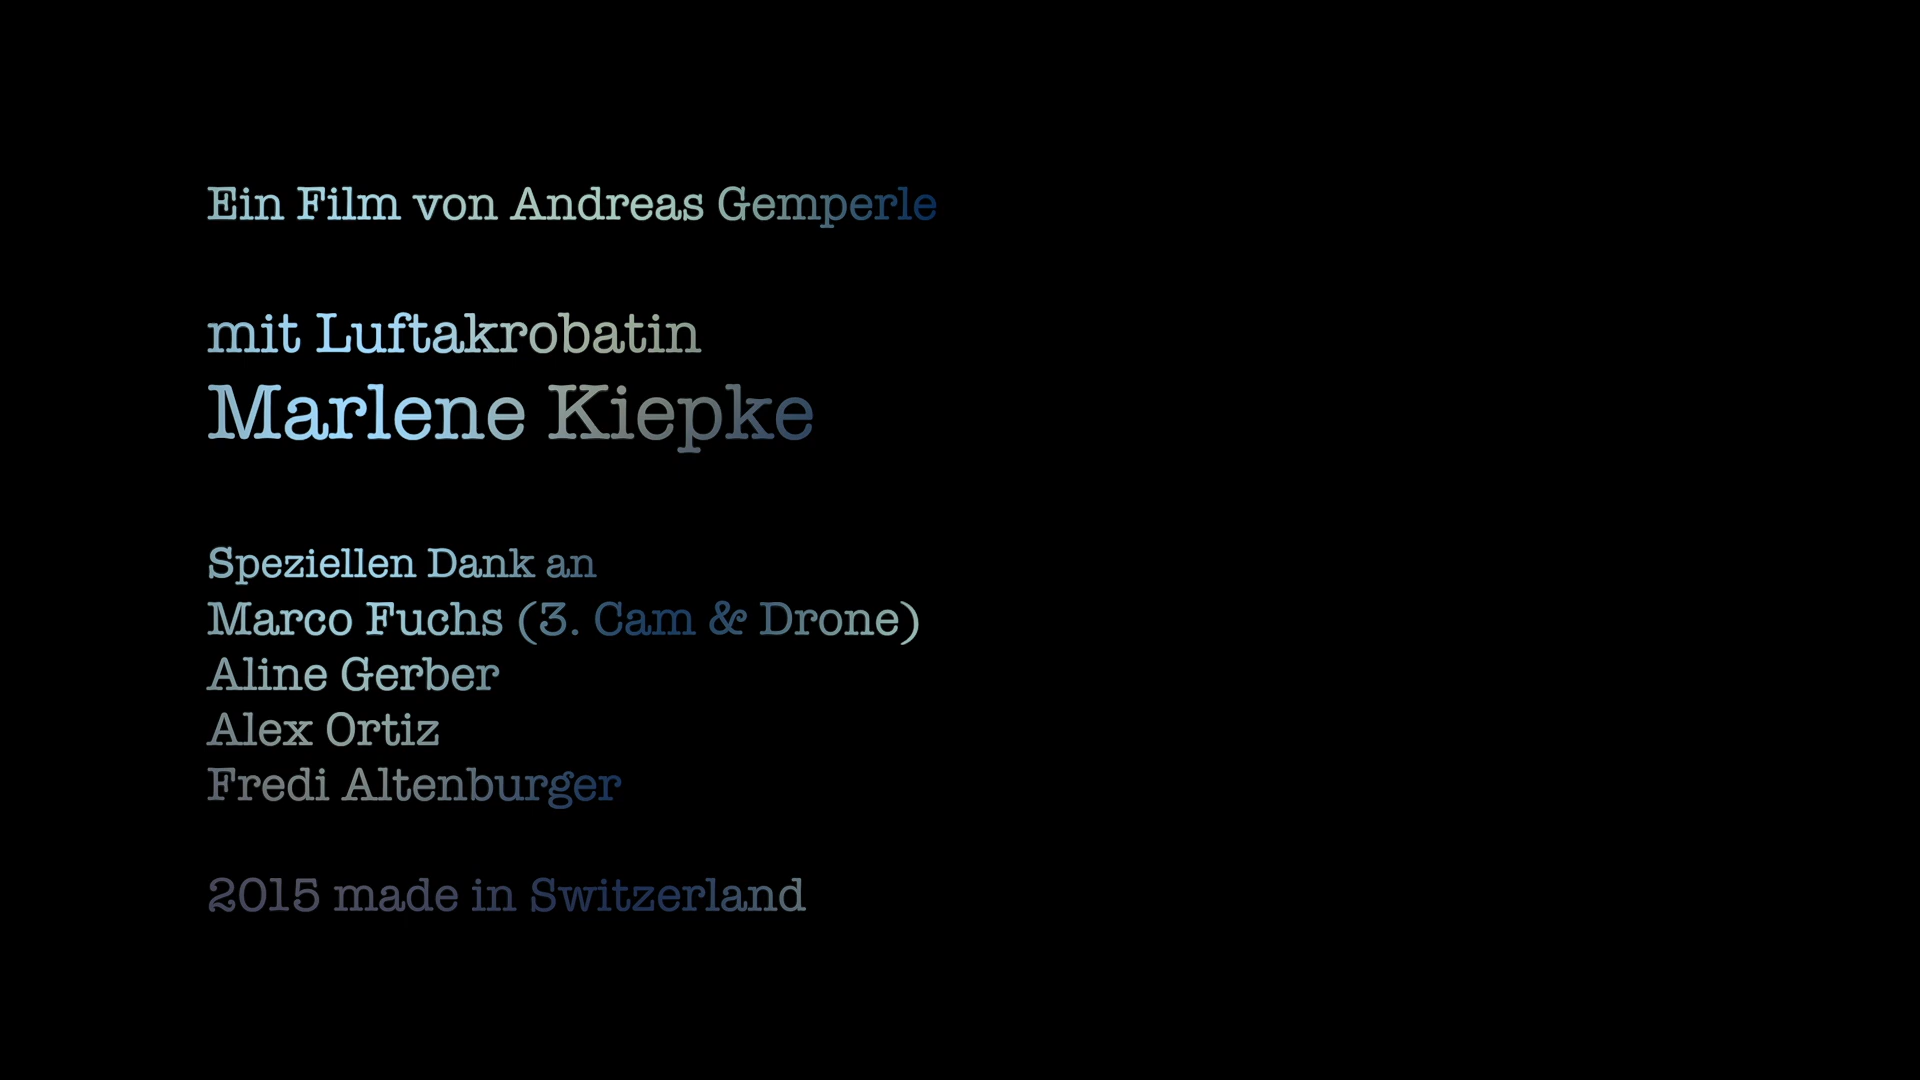 Ein Film von Andreas Gemperle
mit Luftakrobatin
Marlene Kiepke
Speziellen Dank an
Marco Fuchs (3. Cam & Drone)
Aline Gerber
Alex Ortiz
Fredi Altenburger
2015 made in Switzerland